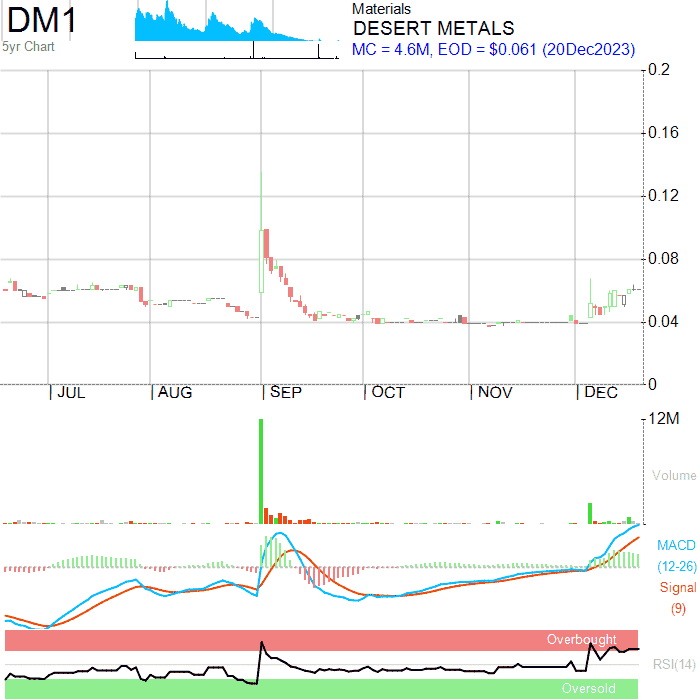 DM1
5yr Chart
Materials
DESERT METALS
MC = 4.6M, EOD = $0.061 (20Dec2023)
0.2
0.16
0.12
0.08
0.04
0
JUL
AUG
SEP
OCT
NOV
DEC
12M
Volume
MACD
(12-26)
Signal
(9)
Overbought
RSI(14)
Oversold